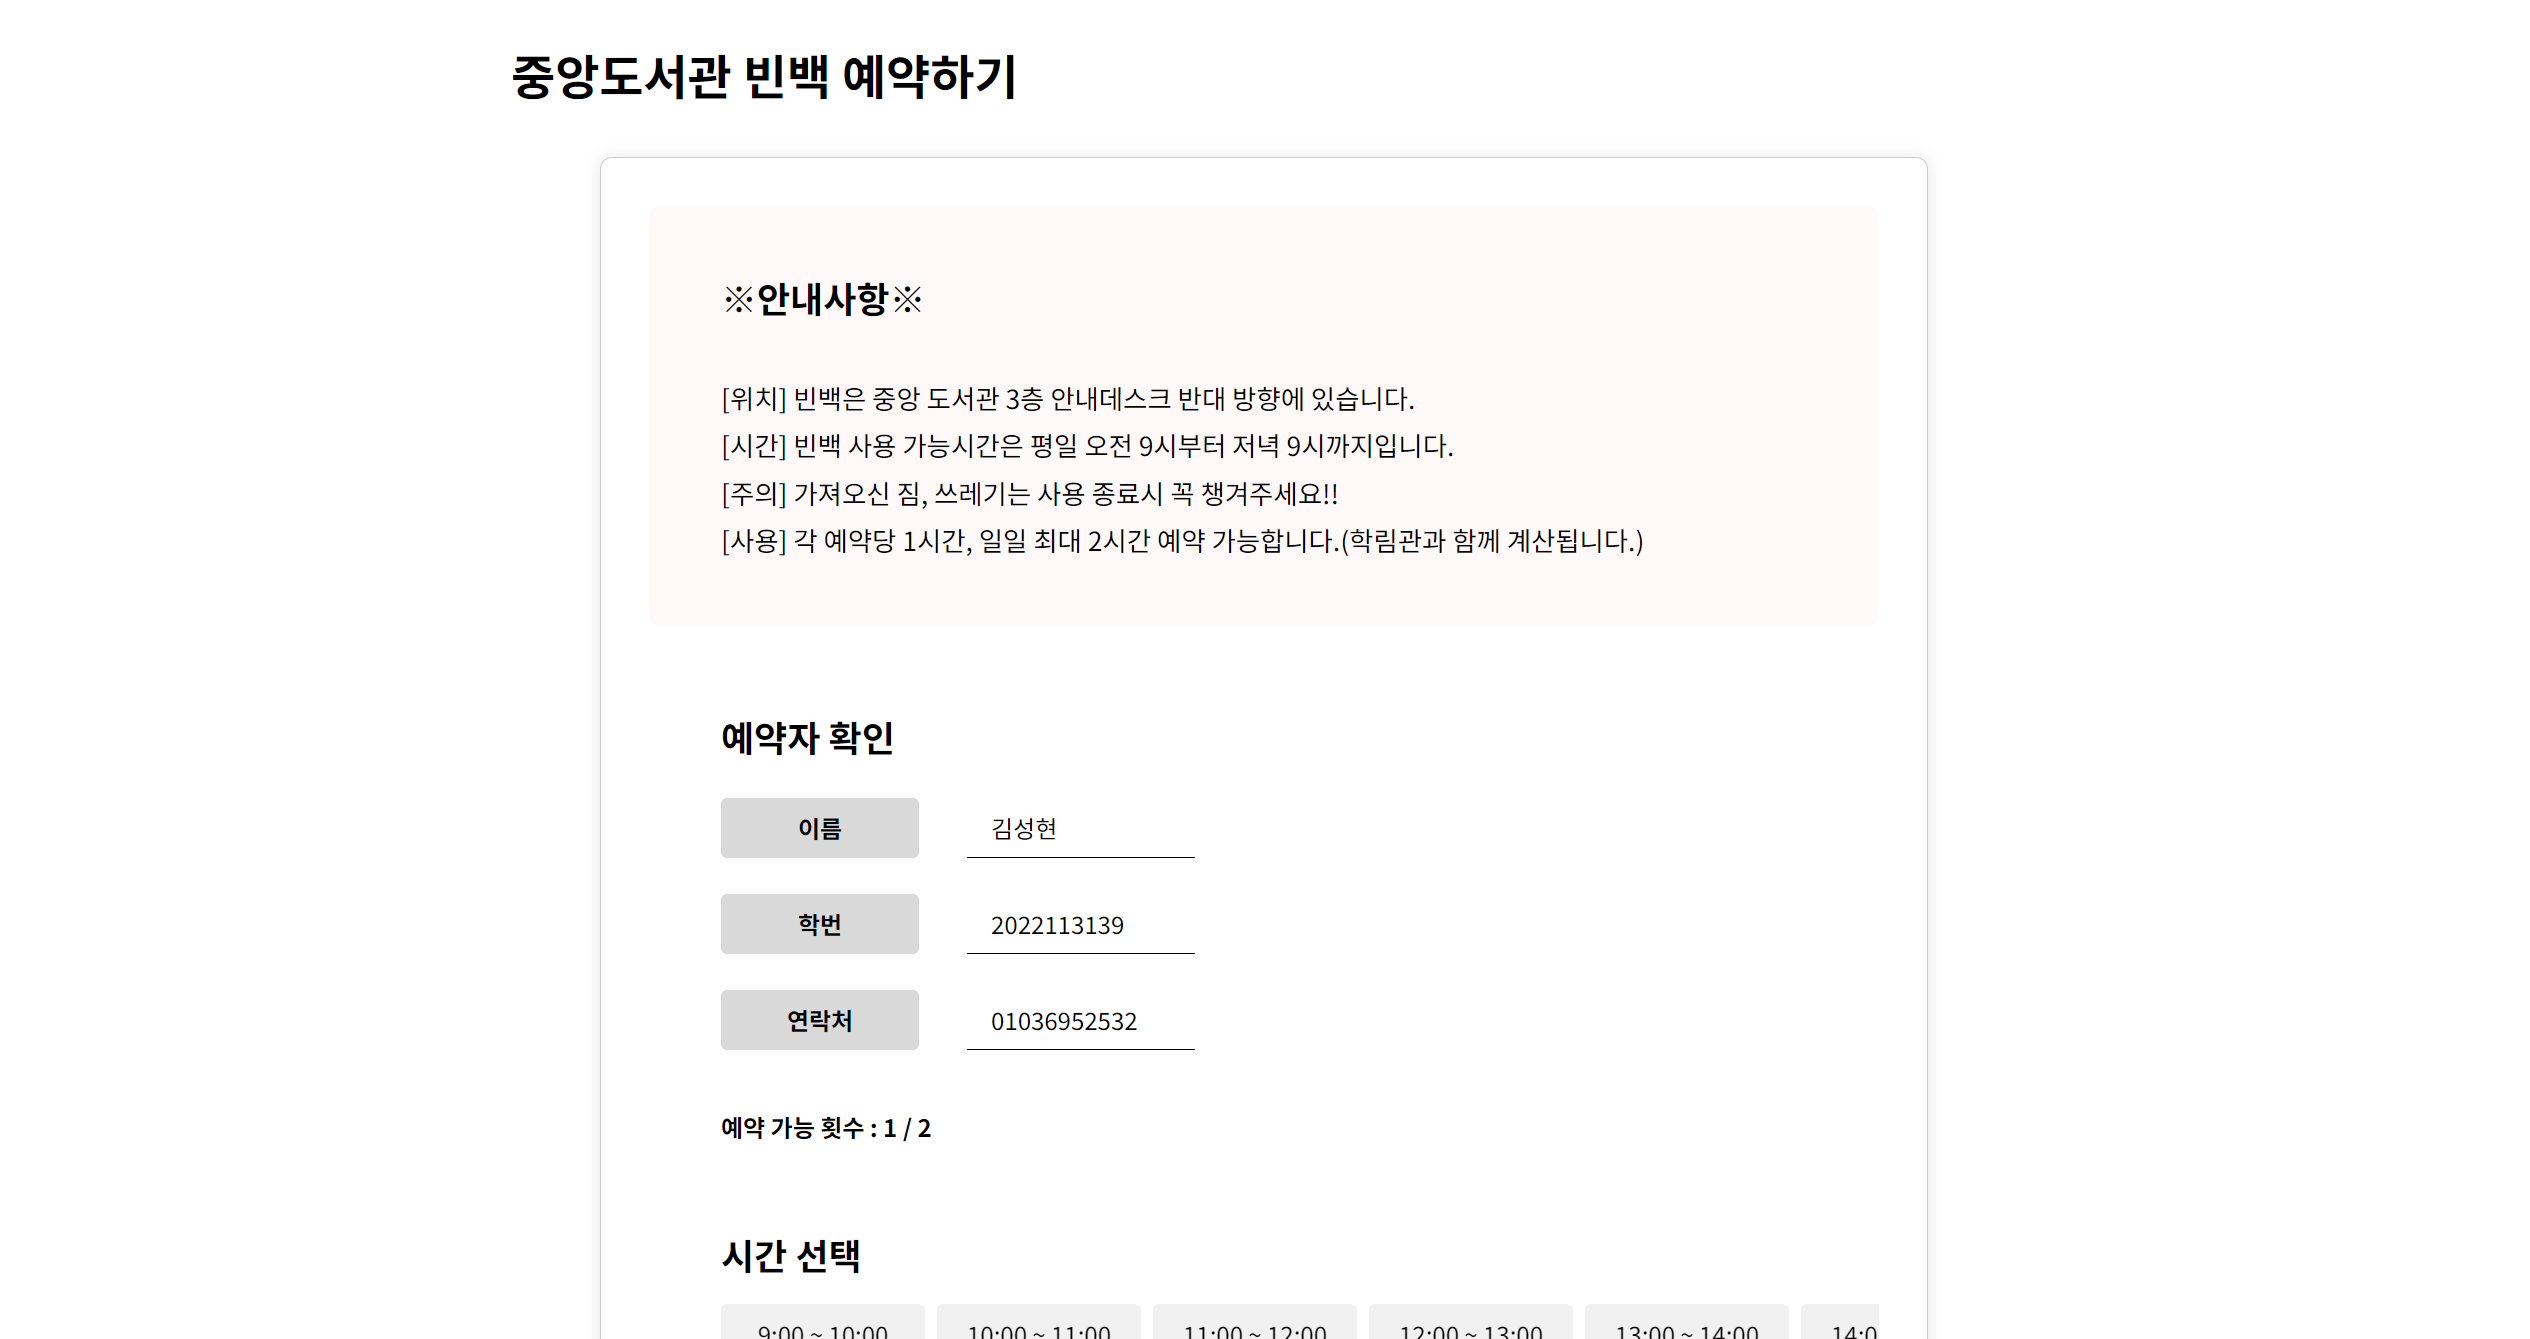 중앙도서관 빈백 예약하기
※안내사항※
[위치] 빈백은 중앙 도서관 3층 안내데스크 반대 방향에 있습니다.
[시간] 빈백 사용 가능시간은 평일 오전 9시부터 저녁 9시까지입니다.
[주의] 가져오신 짐, 쓰레기는 사용 종료시 꼭 챙겨주세요!!
[사용] 각 예약당 1시간, 일일 최대 2시간 예약 가능합니다.(학림관과 함께 계산됩니다.)
예약자 확인
이름 김성현
학번 2022113139
연락처 01036952532
예약 가능 횟수 : 1 / 2
시간 선택
9:00 ~ 10:00 10:00 ~ 11:00 11:00 ~ 12:00 12:00 ~ 13:00 13:00 ~ 14:00 14:0